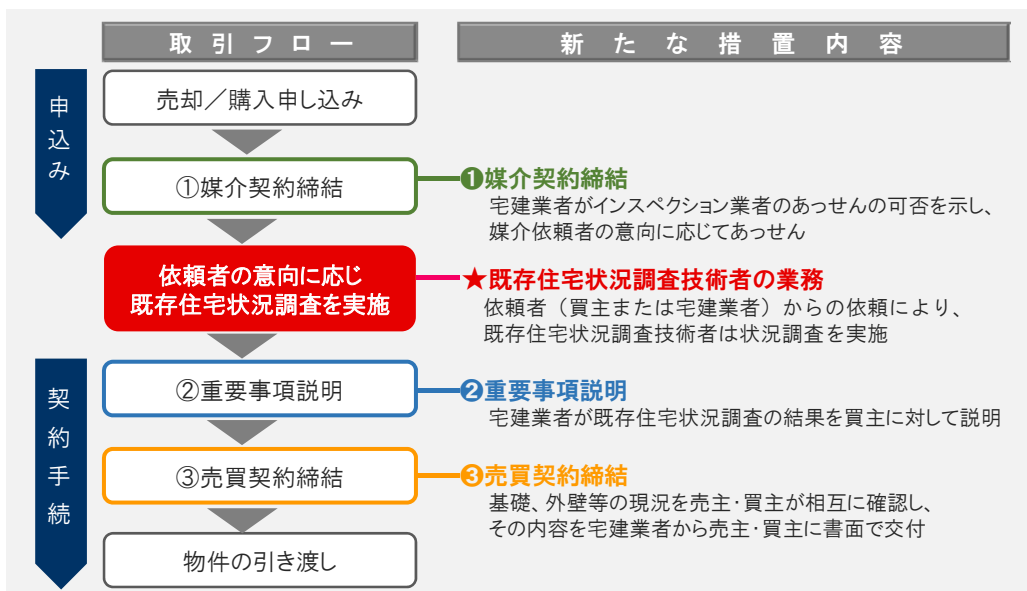 取引フロー
新たな措置内容
申込み
売却／購入申し込み
①媒介契約締結
❶媒介契約締結
宅建業者がインスペクション業者のあっせんの可否を示し、
媒介依頼者の意向に応じてあっせん
依頼者の意向に応じ
既存住宅状況調査を実施
★既存住宅状況調査技術者の業務
依頼者（買主または宅建業者）からの依頼により、
既存住宅状況調査技術者は状況調査を実施
契約手続
②重要事項説明
❷重要事項説明
宅建業者が既存住宅状況調査の結果を買主に対して説明
③売買契約締結
❸売買契約締結
基礎、外壁等の現況を売主・買主が相互に確認し、
その内容を宅建業者から売主・買主に書面で交付
物件の引き渡し